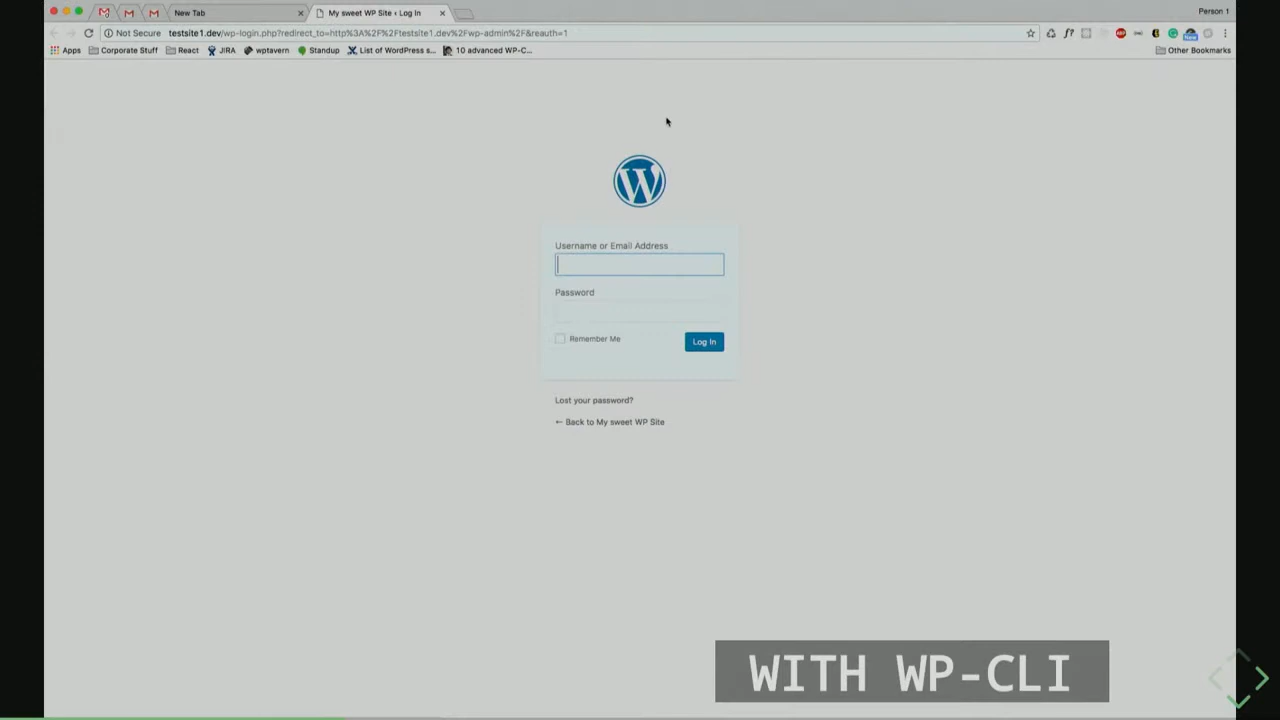 New Tab
My sweet WP Site ‹ Log In
Person 1
Not Secure testsite1.dev/wp-login.php?redirect_to=http%3A%2F%2Ftestsite1.dev%2Fwp-admin%2F&reauth=1
Apps Corporate Stuff React JIRA wptavern Standup List of WordPress s... 10 advanced WP-C... Other Bookmarks
Username or Email Address
Password
Remember Me
Log In
Lost your password?
← Back to My sweet WP Site
WITH WP-CLI